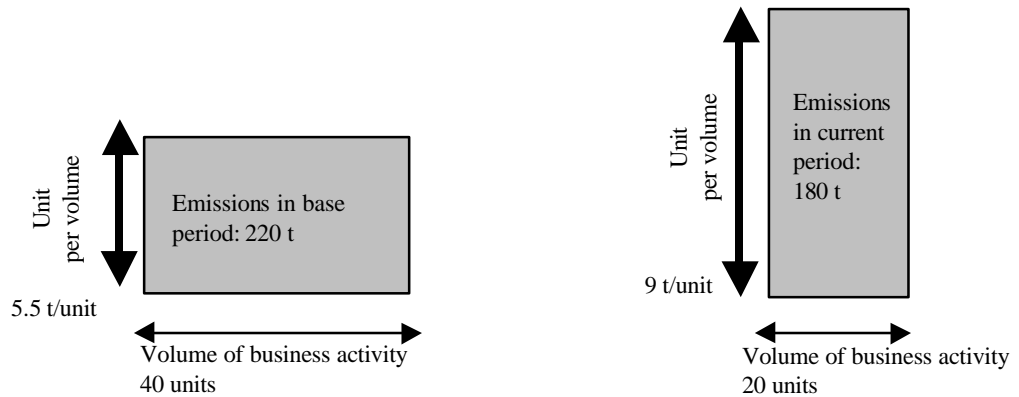 Unit
per volume
Emissions in base
period: 220 t
5.5 t/unit
Volume of business activity
40 units
Unit
per volume
Emissions
in current
period:
180 t
9 t/unit
Volume of business activity
20 units